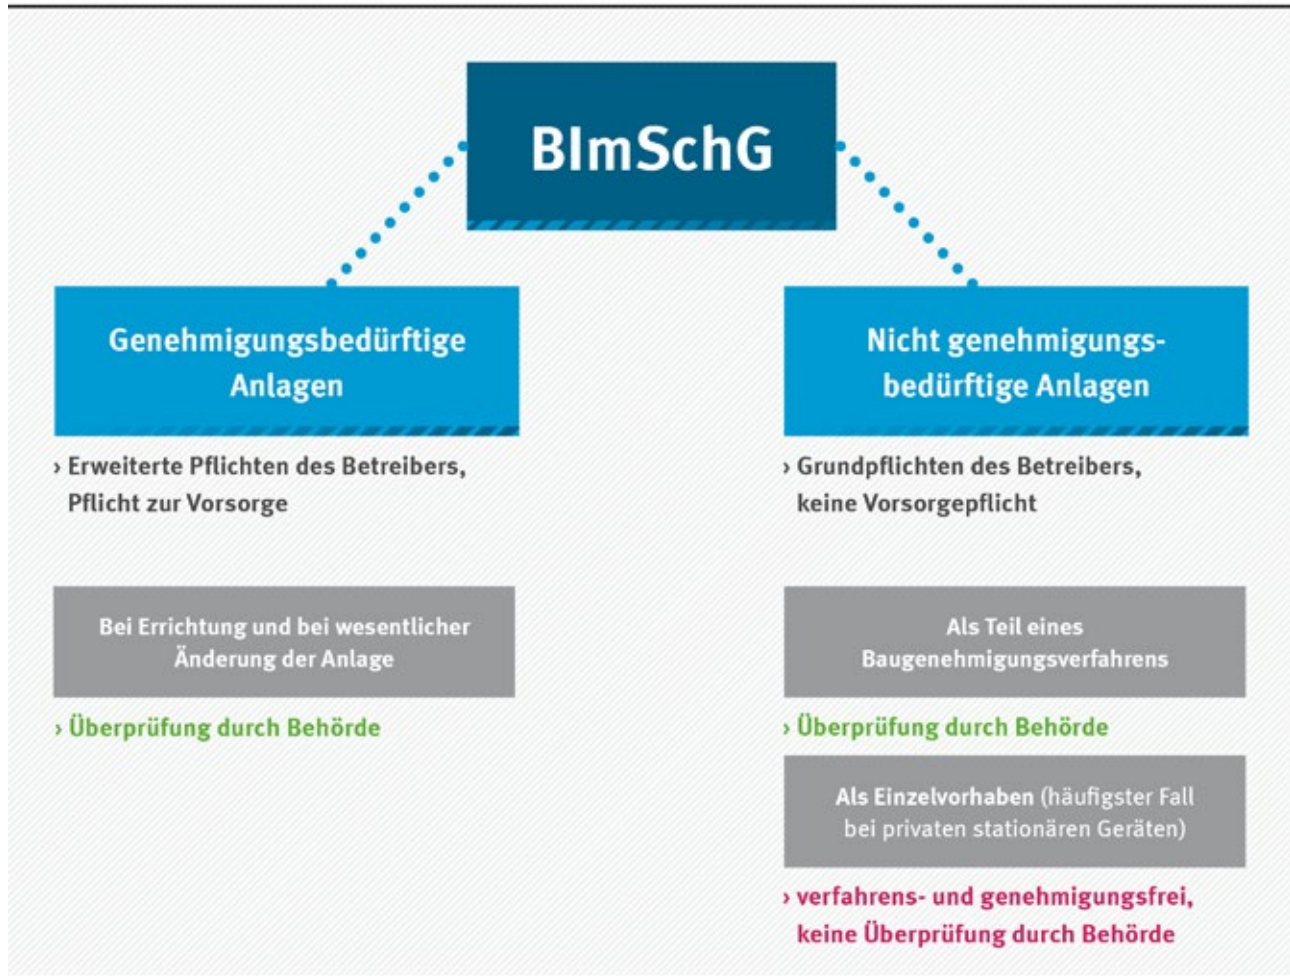 BImSchG
Genehmigungsbedürftige
Anlagen
› Erweiterte Pflichten des Betreibers,
Pflicht zur Vorsorge
Bei Errichtung und bei wesentlicher
Änderung der Anlage
› Überprüfung durch Behörde
Nicht genehmigungs-
bedürftige Anlagen
› Grundpflichten des Betreibers,
keine Vorsorgepflicht
Als Teil eines
Baugenehmigungsverfahrens
› Überprüfung durch Behörde
Als Einzelvorhaben (häufigster Fall
bei privaten stationären Geräten)
› verfahrens- und genehmigungsfrei,
keine Überprüfung durch Behörde